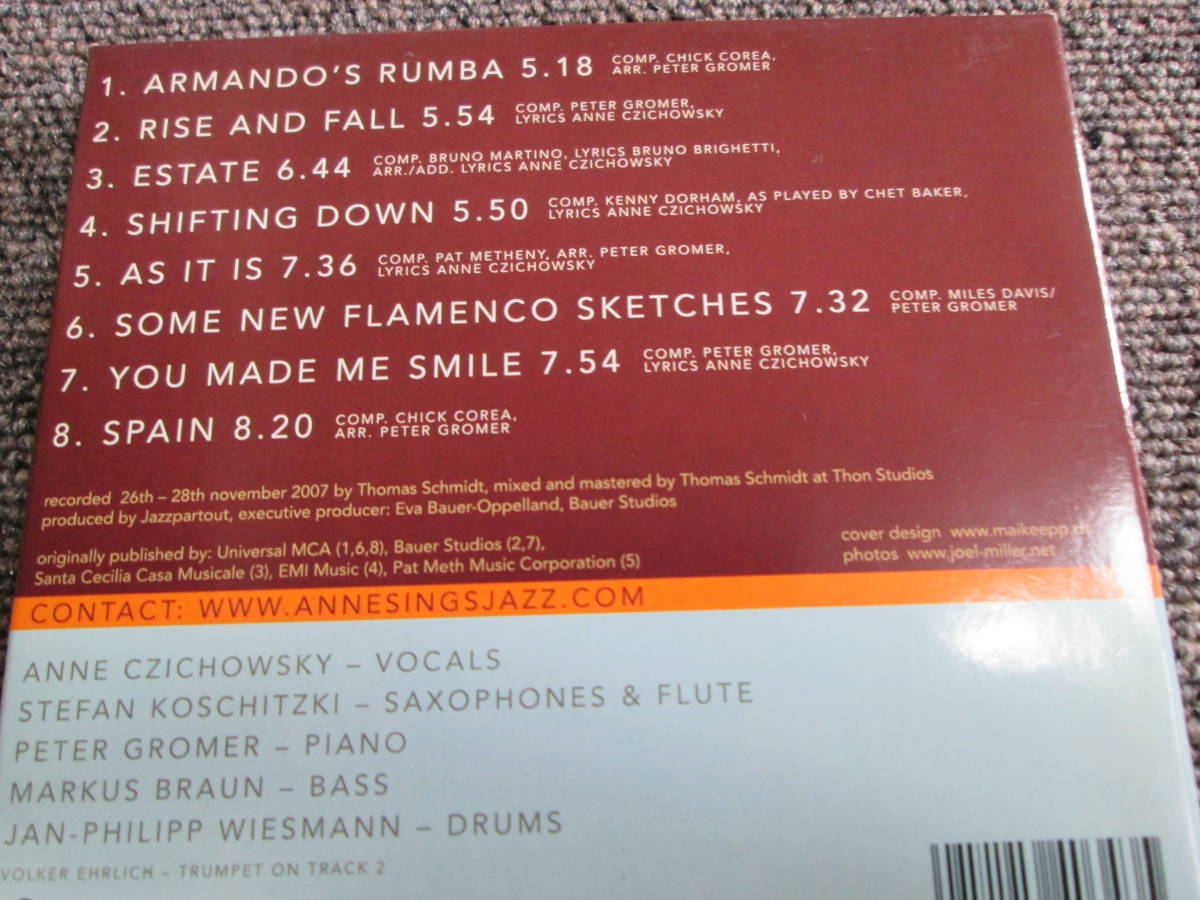 1. ARMANDO'S RUMBA 5.18 COMP. CHICK COREA,
ARR. PETER GROMER
2. RISE AND FALL 5.54 COMP. PETER GROMER,
LYRICS ANNE CZICHOWSKY
3. ESTATE 6.44 COMP. BRUNO MARTINO, LYRICS BRUNO BRIGHETTI,
ARR./ADD. LYRICS ANNE CZICHOWSKY
4. SHIFTING DOWN 5.50 COMP. KENNY DORHAM, AS PLAYED BY CHET BAKER,
LYRICS ANNE CZICHOWSKY
5. AS IT IS 7.36 COMP. PAT METHENY, ARR. PETER GROMER,
LYRICS ANNE CZICHOWSKY
6. SOME NEW FLAMENCO SKETCHES 7.32 COMP. MILES DAVIS/
PETER GROMER
7. YOU MADE ME SMILE 7.54 COMP. PETER GROMER,
LYRICS ANNE CZICHOWSKY
8. SPAIN 8.20 COMP. CHICK COREA,
ARR. PETER GROMER
recorded 26th – 28th november 2007 by Thomas Schmidt, mixed and mastered by Thomas Schmidt at Thon Studios
produced by Jazzpartout, executive producer: Eva Bauer-Oppelland, Bauer Studios
originally published by: Universal MCA (1,6,8), Bauer Studios (2,7),
Santa Cecilia Casa Musicale (3), EMI Music (4), Pat Meth Music Corporation (5)
cover design
photos www.joel-miller.net
CONTACT: WWW.ANNESINGSJAZZ.COM
ANNE CZICHOWSKY – VOCALS
STEFAN KOSCHITZKI – SAXOPHONES & FLUTE
PETER GROMER – PIANO
MARKUS BRAUN – BASS
JAN-PHILIPP WIESMANN – DRUMS
VOLKER EHRLICH – TRUMPET ON TRACK 2